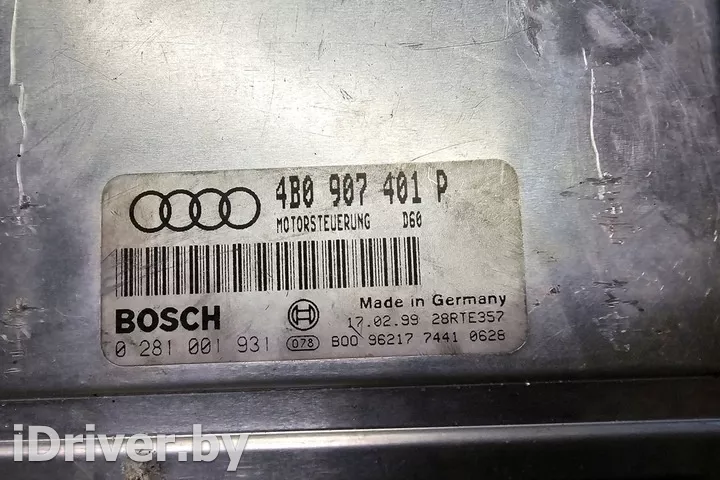 4B0 907 401 P
MOTORSTEUERUNG D60
BOSCH
Made in Germany
17.02.99 28RTE357
0 281 001 931 078 B00 96217 7441 0628
iDriver.by